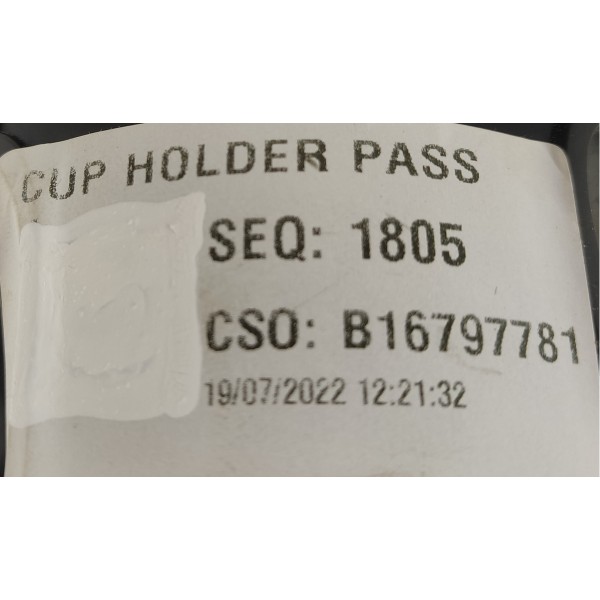 CUP HOLDER PASS
SEQ: 1805
CSO: B16797781
19/07/2022 12:21:32